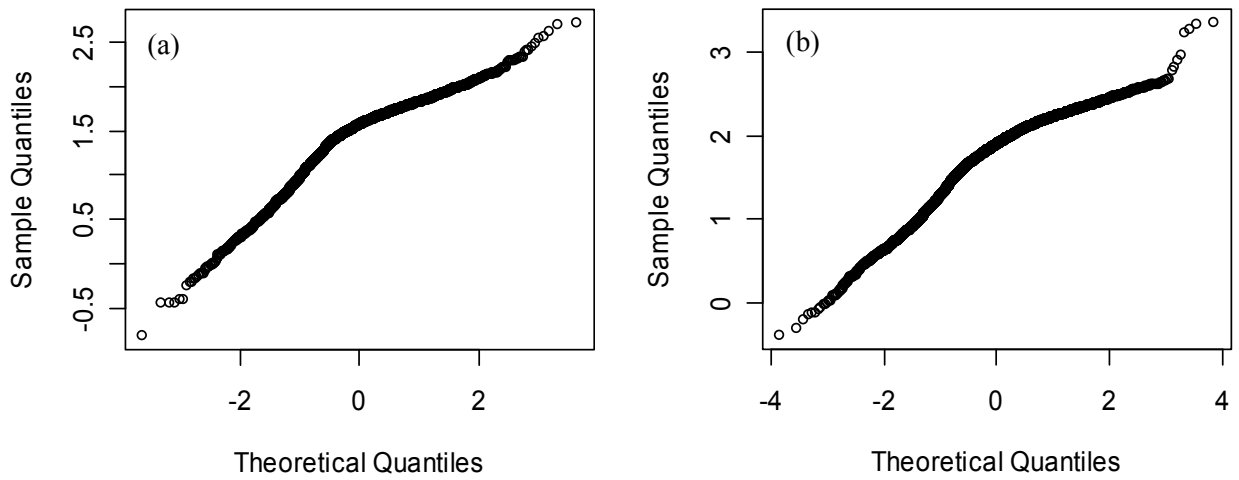 (a)
Sample Quantiles
2.5
1.5
0.5
-0.5
-2 0 2
Theoretical Quantiles
(b)
Sample Quantiles
3
2
1
0
-4 -2 0 2 4
Theoretical Quantiles